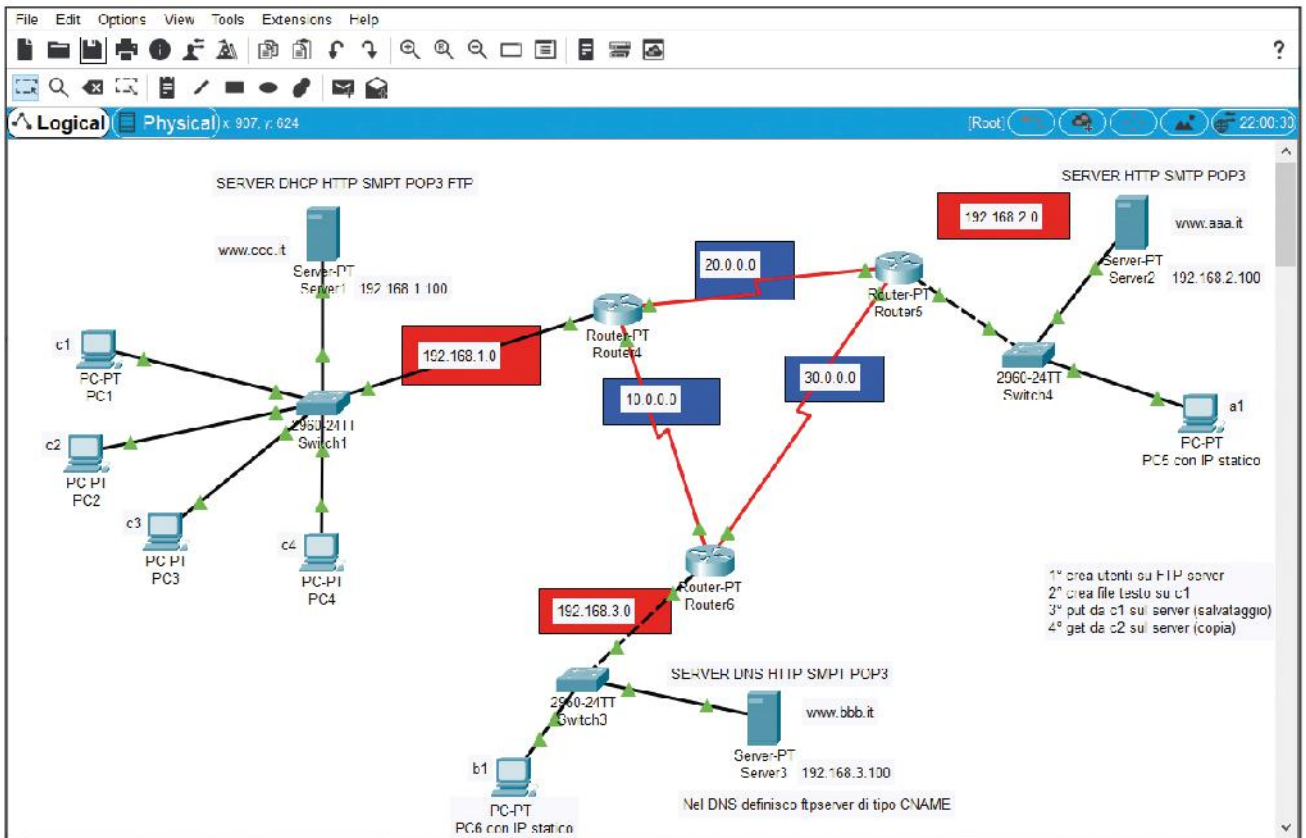 File Edit Options View Tools Extensions Help
?
Logical Physical x: 907, y: 624 [Root] 22:00:30
SERVER DHCP HTTP SMPT POP3 FTP
www.ccc.it
Server-PT
Server1 192.168.1.100
SERVER HTTP SMTP POP3
192.168.2.0
www.aaa.it
Server-PT
Server2 192.168.2.100
20.0.0.0
Router-PT
Router5
Router-PT
Router4
c1
PC-PT
PC1
192.168.1.0
2960-24TT
Switch1
10.0.0.0
30.0.0.0
2960-24TT
Switch4
a1
PC-PT
PC5 con IP statico
c2
PC-PT
PC2
c3
PC-PT
PC3
c4
PC-PT
PC4
Router-PT
Router6
1° crea utenti su FTP server
2° crea file testo su c1
3° put da c1 sul server (salvataggio)
4° get da c2 sul server (copia)
192.168.3.0
SERVER DNS HTTP SMPT POP3
2960-24TT
Switch3
www.bbb.it
Server-PT
Server3 192.168.3.100
b1
PC-PT
PC6 con IP statico
Nel DNS definisco ftpserver di tipo CNAME